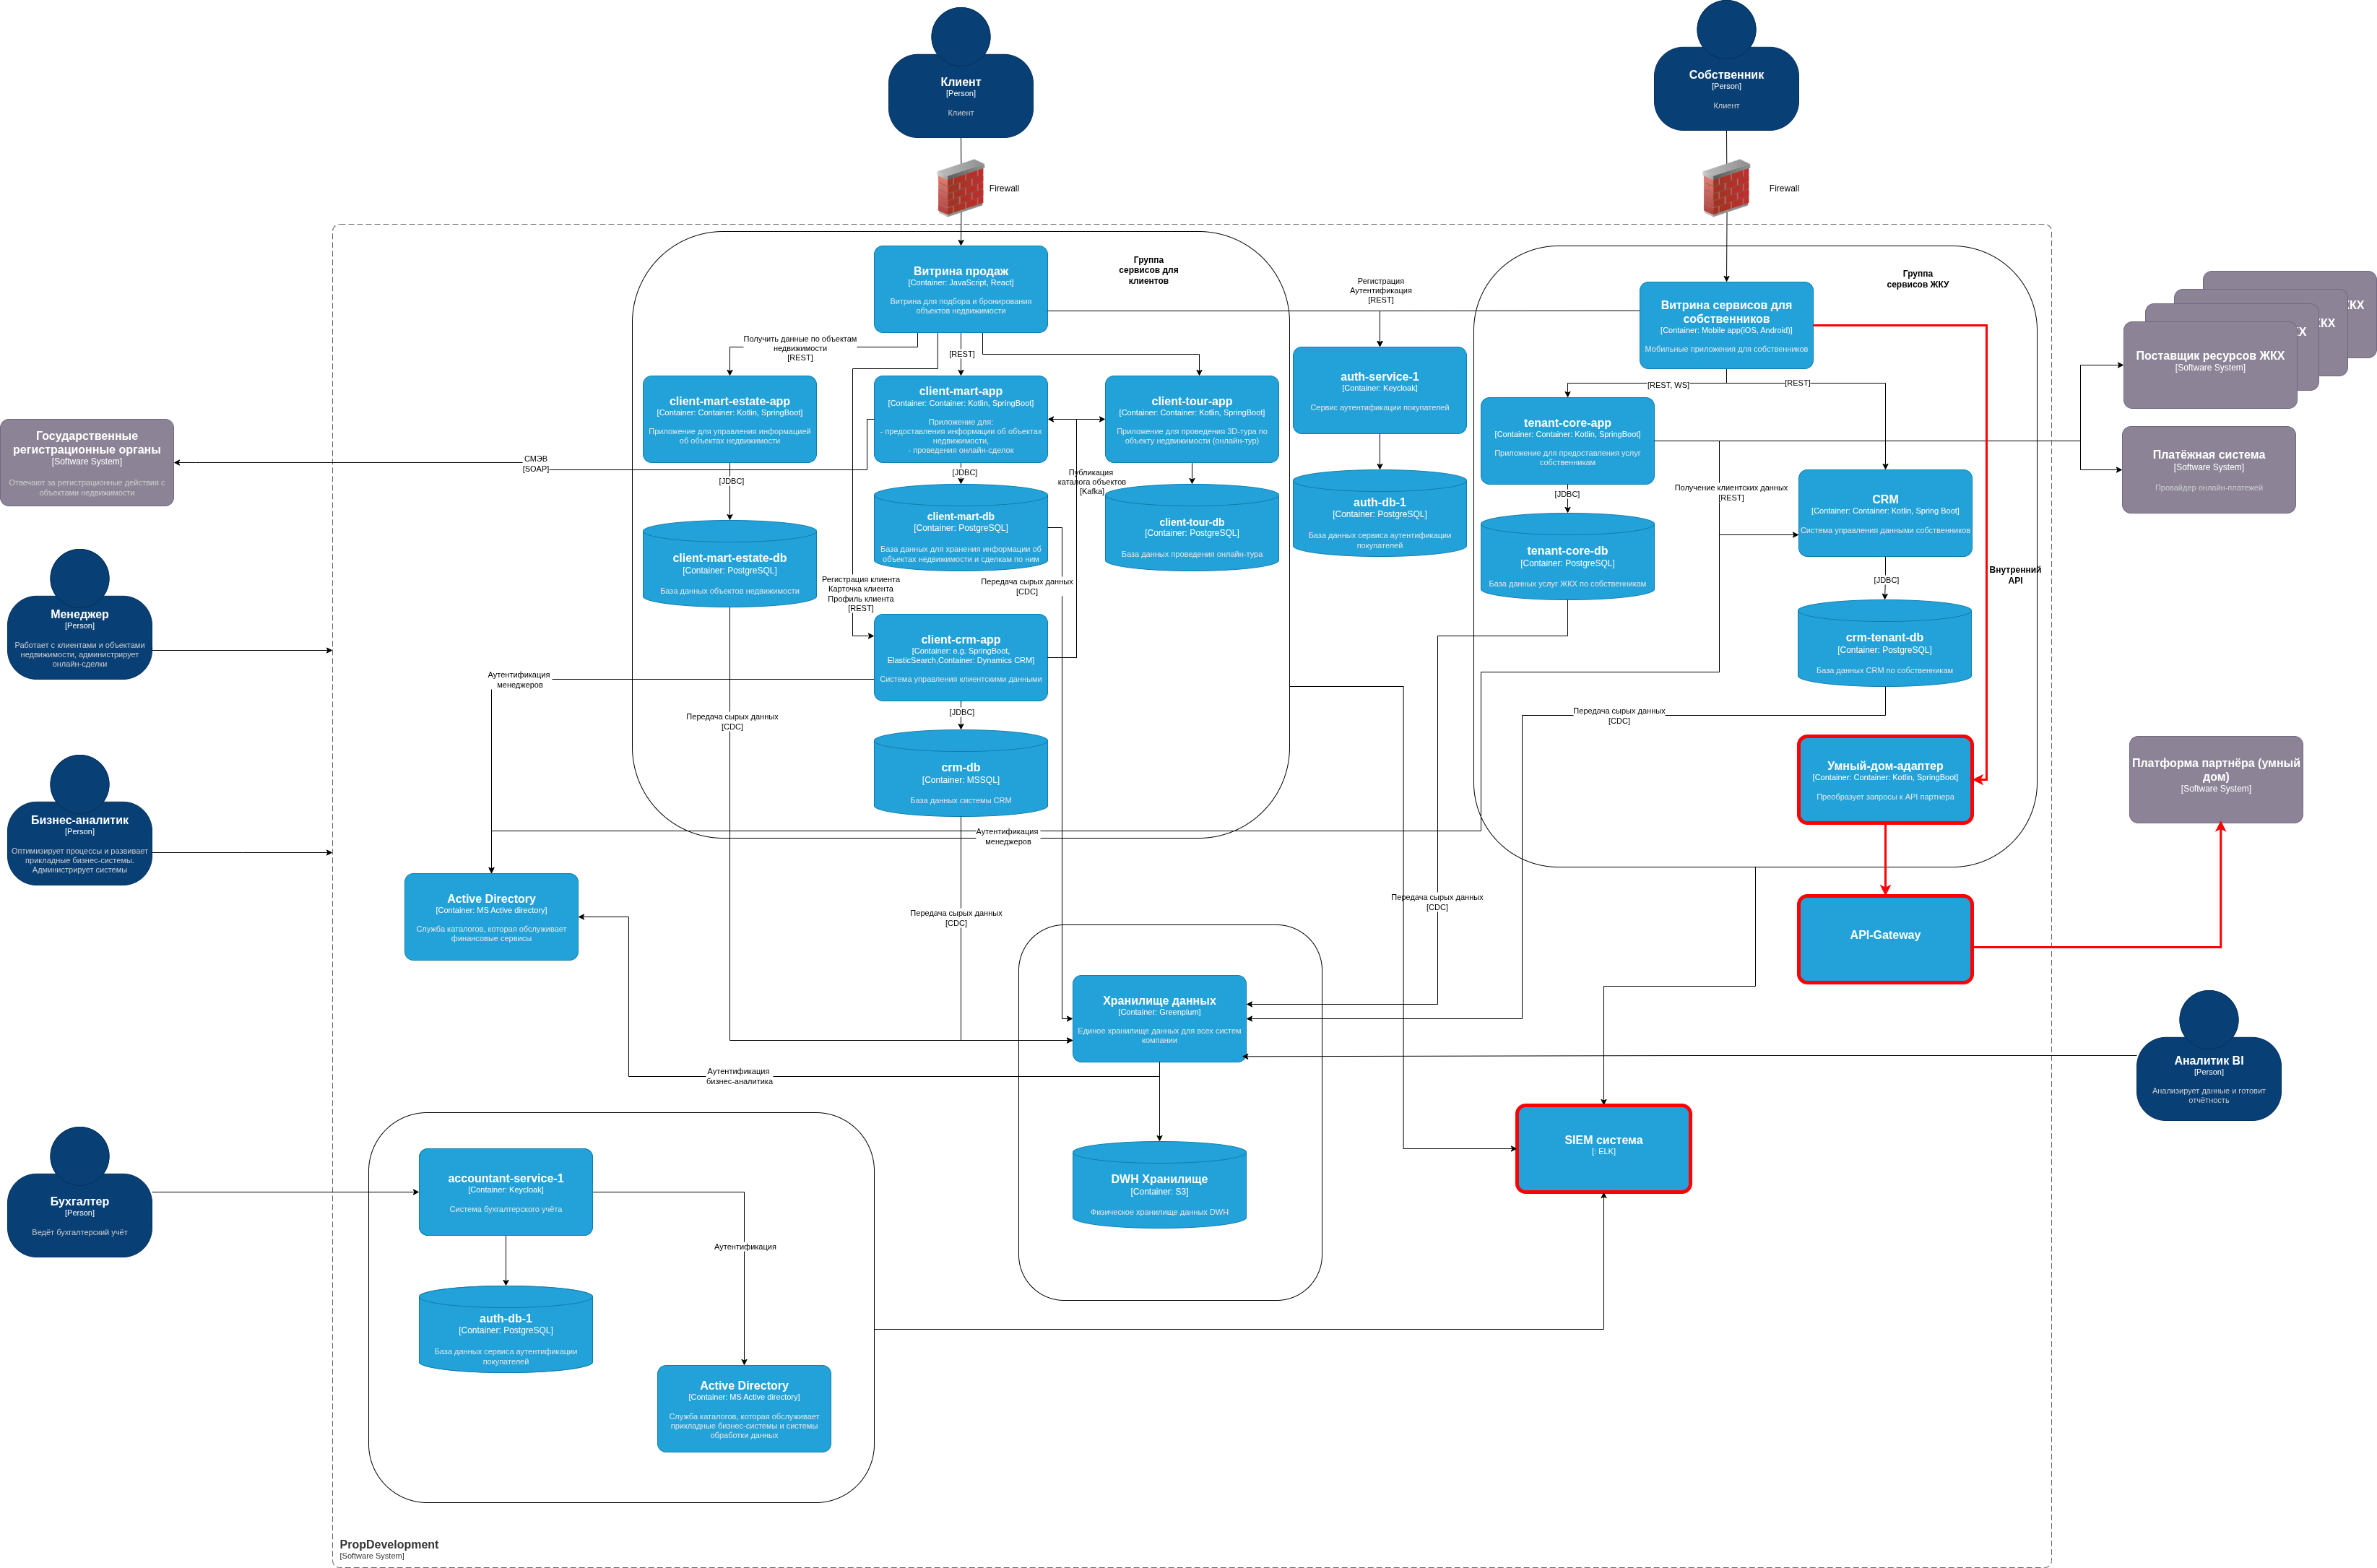 Клиент
[Person]
Клиент
Собственник
[Person]
Клиент
Firewall
Firewall
Витрина продаж
[Container: JavaScript, React]
Витрина для подбора и бронирования
объектов недвижимости
Группа
сервисов для
клиентов
Регистрация
Аутентификация
[REST]
Витрина сервисов для
собственников
[Container: Mobile app(iOS, Android)]
Мобильные приложения для собственников
Группа
сервисов ЖКУ
КХ
КХ
Поставщик ресурсов ЖКХ
[Software System]
Получить данные по объектам
недвижимости
[REST]
[REST]
client-mart-estate-app
[Container: Container: Kotlin, SpringBoot]
Приложение для управления информацией
об объектах недвижимости
client-mart-app
[Container: Container: Kotlin, SpringBoot]
Приложение для:
- предоставления информации об объектах
недвижимости,
- проведения онлайн-сделок
client-tour-app
[Container: Container: Kotlin, SpringBoot]
Приложение для проведения 3D-тура по
объекту недвижимости (онлайн-тур)
auth-service-1
[Container: Keycloak]
Сервис аутентификации покупателей
[REST, WS]
[REST]
tenant-core-app
[Container: Container: Kotlin, SpringBoot]
Приложение для предоставления услуг
собственникам
Платёжная система
[Software System]
Провайдер онлайн-платежей
Государственные
регистрационные органы
[Software System]
Отвечают за регистрационные действия с
объектами недвижимости
СМЭВ
[SOAP]
[JDBC]
[JDBC]
Публикация
каталога объектов
[Kafka]
[JDBC]
Получение клиентских данных
[REST]
CRM
[Container: Container: Kotlin, Spring Boot]
Система управления данными собственников
client-mart-db
[Container: PostgreSQL]
База данных для хранения информации об
объектах недвижимости и сделкам по ним
client-tour-db
[Container: PostgreSQL]
База данных проведения онлайн-тура
auth-db-1
[Container: PostgreSQL]
База данных сервиса аутентификации
покупателей
client-mart-estate-db
[Container: PostgreSQL]
База данных объектов недвижимости
tenant-core-db
[Container: PostgreSQL]
База данных услуг ЖКХ по собственникам
[JDBC]
Внутренний
API
Регистрация клиента
Карточка клиента
Профиль клиента
[REST]
Передача сырых данных
[CDC]
Менеджер
[Person]
Работает с клиентами и объектами
недвижимости, администрирует
онлайн-сделки
client-crm-app
[Container: e.g. SpringBoot,
ElasticSearch,Container: Dynamics CRM]
Система управления клиентскими данными
crm-tenant-db
[Container: PostgreSQL]
База данных CRM по собственникам
Аутентификация
менеджеров
[JDBC]
Передача сырых данных
[CDC]
Передача сырых данных
[CDC]
crm-db
[Container: MSSQL]
База данных системы CRM
Умный-дом-адаптер
[Container: Container: Kotlin, SpringBoot]
Преобразует запросы к API партнера
Платформа партнёра (умный
дом)
[Software System]
Бизнес-аналитик
[Person]
Оптимизирует процессы и развивает
прикладные бизнес-системы.
Администрирует системы
Аутентификация
менеджеров
Active Directory
[Container: MS Active directory]
Служба каталогов, которая обслуживает
финансовые сервисы
Передача сырых данных
[CDC]
Передача сырых данных
[CDC]
API-Gateway
Хранилище данных
[Container: Greenplum]
Единое хранилище данных для всех систем
компании
Аналитик BI
[Person]
Анализирует данные и готовит
отчётность
Аутентификация
бизнес-аналитика
SIEM система
[: ELK]
DWH Хранилище
[Container: S3]
Физическое хранилище данных DWH
Бухгалтер
[Person]
Ведёт бухгалтерский учёт
accountant-service-1
[Container: Keycloak]
Система бухгалтерского учёта
Аутентификация
auth-db-1
[Container: PostgreSQL]
База данных сервиса аутентификации
покупателей
Active Directory
[Container: MS Active directory]
Служба каталогов, которая обслуживает
прикладные бизнес-системы и системы
обработки данных
PropDevelopment
[Software System]